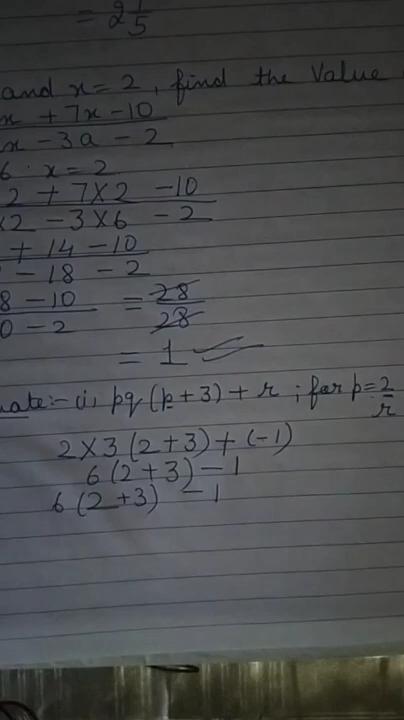 = 2 1/5
and x = 2, find the Value
x + 7x - 10
x - 3a - 2
6. x = 2
2 + 7×2 - 10
×2 - 3×6 - 2
+ 14 - 10
- 18 - 2
8 - 10 = 28
0 - 2 28
= 1
uate:- (i) pq (p + 3) + r ; for p = 2
r
2×3 (2+3) + (-1)
6 (2+3) - 1
6 (2+3) - 1